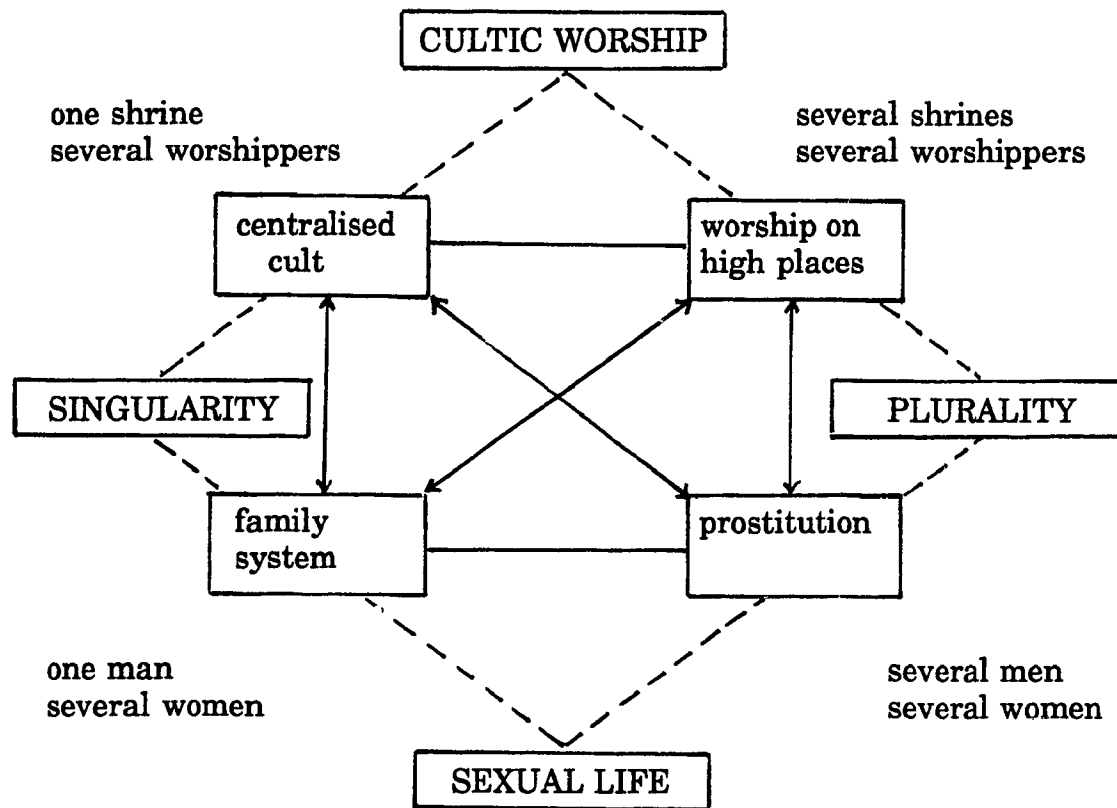 CULTIC WORSHIP
one shrine
several worshippers
several shrines
several worshippers
centralised
cult
worship on
high places
SINGULARITY
PLURALITY
family
system
prostitution
one man
several women
several men
several women
SEXUAL LIFE